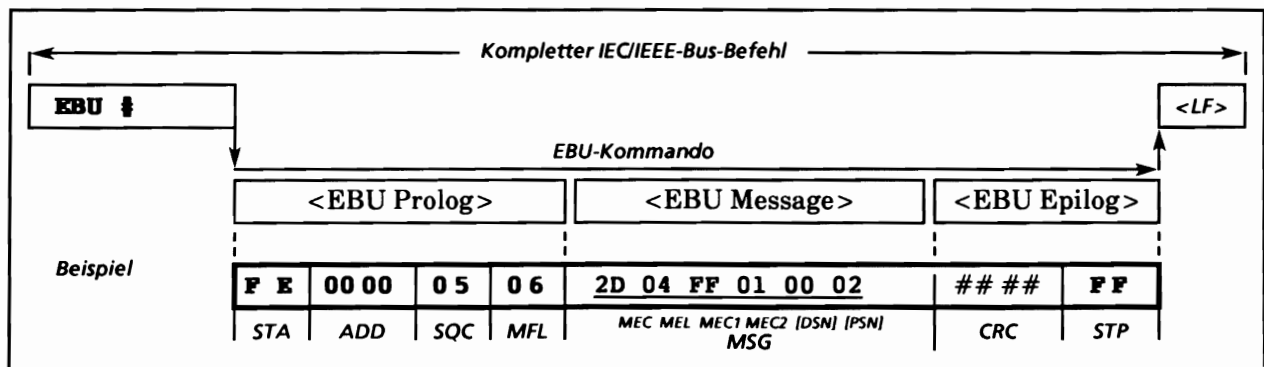 Kompletter IEC/IEEE-Bus-Befehl
EBU # <LF>
EBU-Kommando
<EBU Prolog> <EBU Message> <EBU Epilog>
Beispiel
F E 00 00 0 5 0 6 2D 04 FF 01 00 02 ## ## F F
STA ADD SQC MFL MEC MEL MEC1 MEC2 [DSN] [PSN] CRC STP
MSG